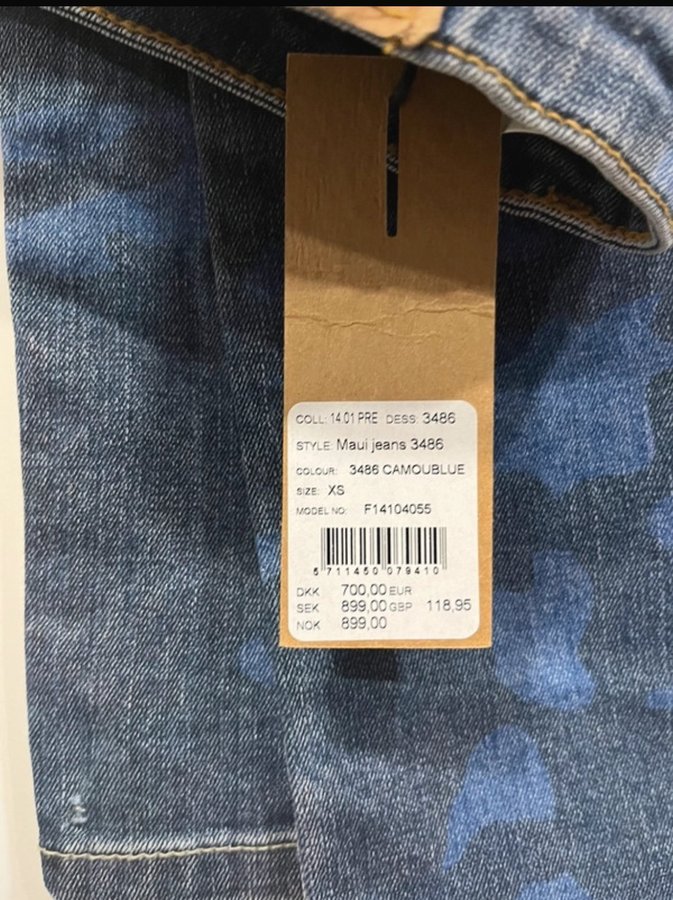 COLL: 14.01 PRE DESS: 3486
STYLE: Maui jeans 3486
COLOUR: 3486 CAMOUBLUE
SIZE: XS
MODEL NO: F14104055
5 711450 079410
DKK 700,00 EUR
SEK 899,00 GBP 118,95
NOK 899,00